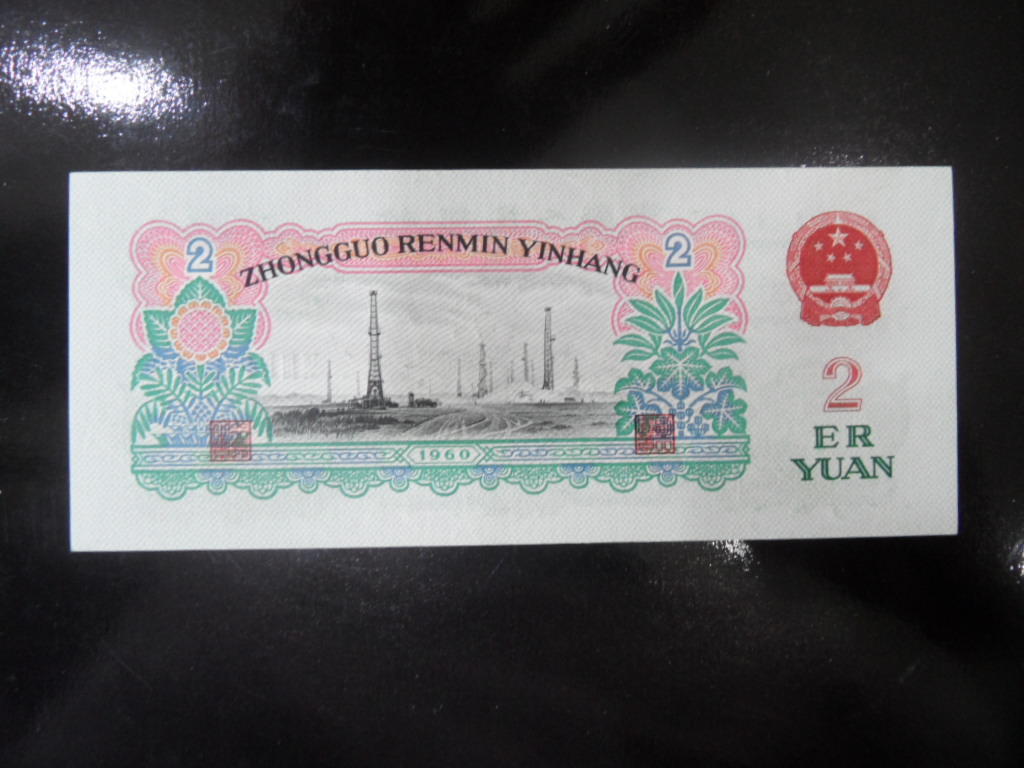 2
2
ZHONGGUO RENMIN YINHANG
1960
2
ER
YUAN